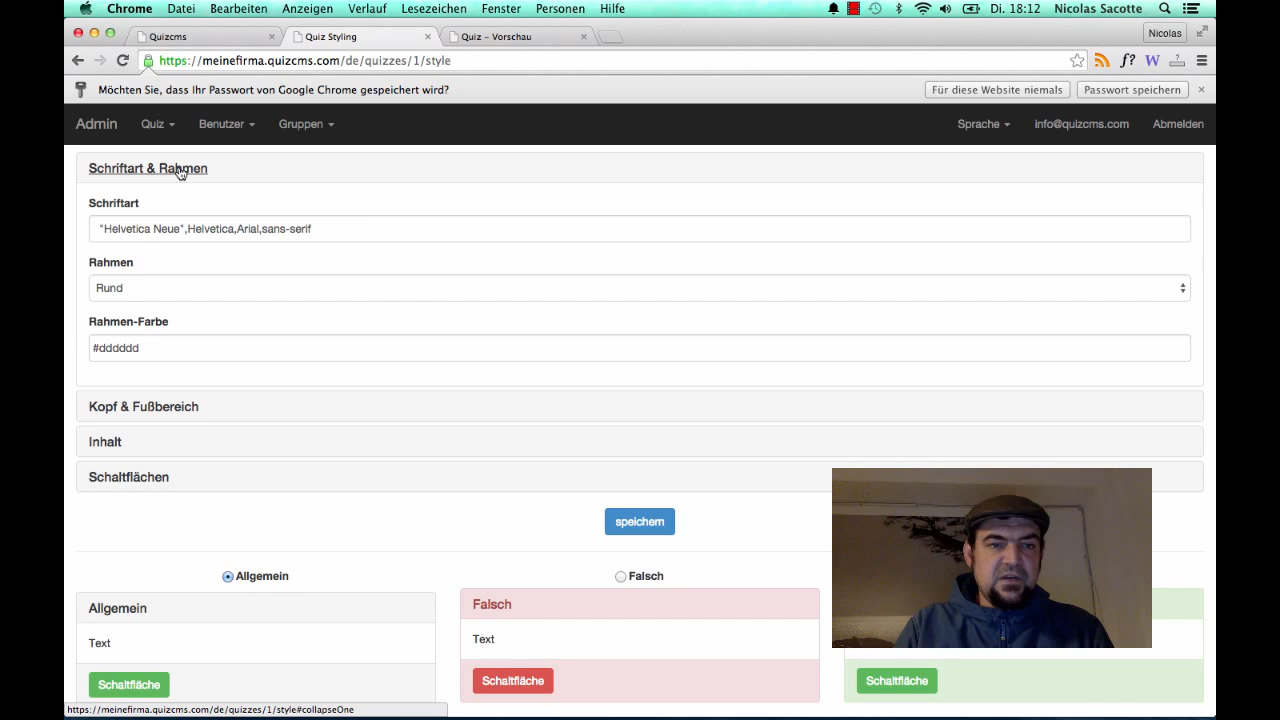 Chrome Datei Bearbeiten Anzeigen Verlauf Lesezeichen Fenster Personen Hilfe Di. 18:12 Nicolas Sacotte
Quizcms × Quiz Styling × Quiz – Vorschau × Nicolas
https://meinefirma.quizcms.com/de/quizzes/1/style f? W
Möchten Sie, dass Ihr Passwort von Google Chrome gespeichert wird? Für diese Website niemals Passwort speichern ×
Admin Quiz Benutzer Gruppen Sprache info@quizcms.com Abmelden
Schriftart & Rahmen
Schriftart
"Helvetica Neue",Helvetica,Arial,sans-serif
Rahmen
Rund
Rahmen-Farbe
#dddddd
Kopf & Fußbereich
Inhalt
Schaltflächen
speichern
Allgemein Falsch
Allgemein Falsch
Text Text
Schaltfläche Schaltfläche Schaltfläche
https://meinefirma.quizcms.com/de/quizzes/1/style#collapseOne